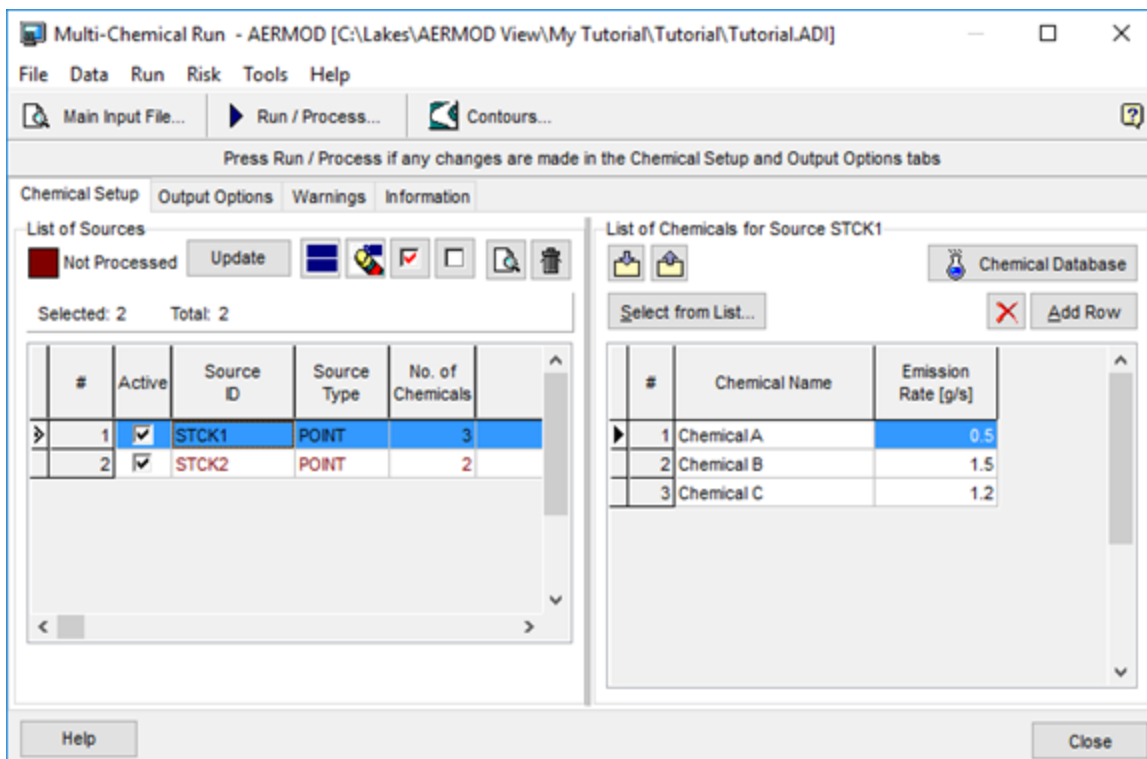 Multi-Chemical Run - AERMOD [C:\Lakes\AERMOD View\My Tutorial\Tutorial\Tutorial.ADI]
File Data Run Risk Tools Help
Main Input File... Run / Process... Contours...
Press Run / Process if any changes are made in the Chemical Setup and Output Options tabs
Chemical Setup Output Options Warnings Information
List of Sources
Not Processed Update
Selected: 2 Total: 2
# Active Source ID Source Type No. of Chemicals
1 STCK1 POINT 3
2 STCK2 POINT 2
List of Chemicals for Source STCK1
Chemical Database
Select from List... Add Row
# Chemical Name Emission Rate [g/s]
1 Chemical A 0.5
2 Chemical B 1.5
3 Chemical C 1.2
Help Close